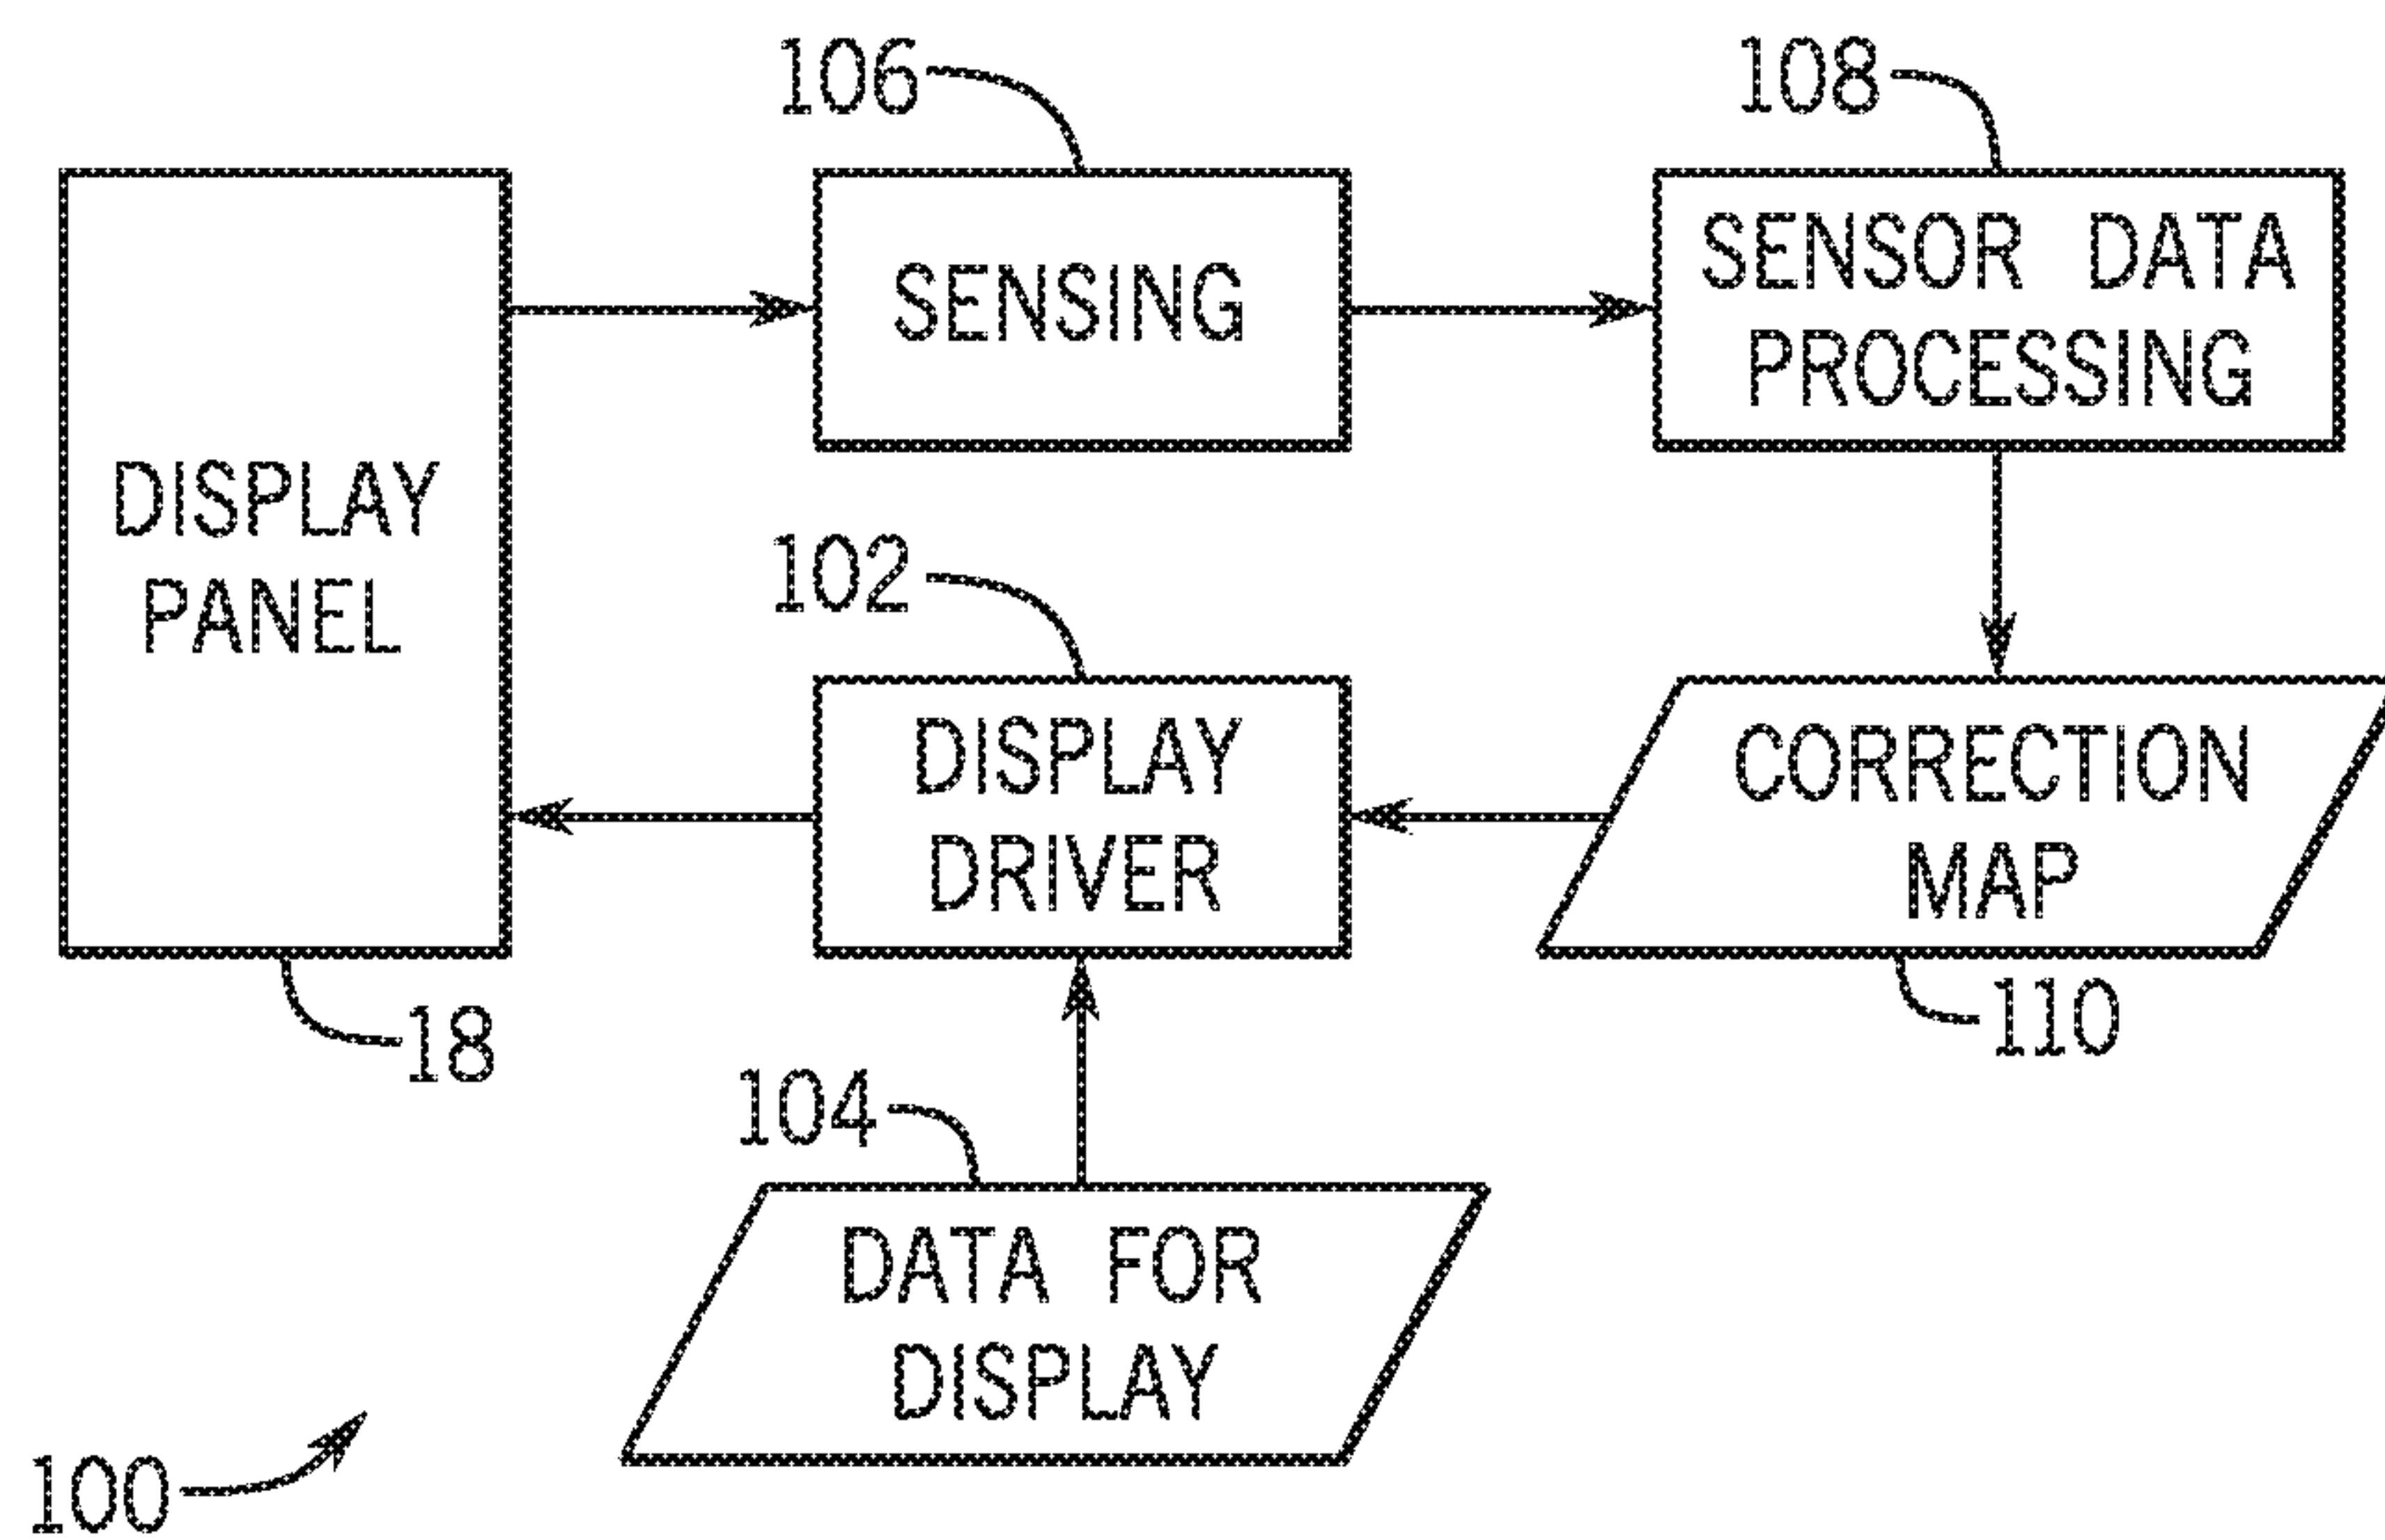 106
108
SENSING
SENSOR DATA
PROCESSING
DISPLAY
PANEL
102
DISPLAY
DRIVER
CORRECTION
MAP
18
110
104
DATA FOR
DISPLAY
100